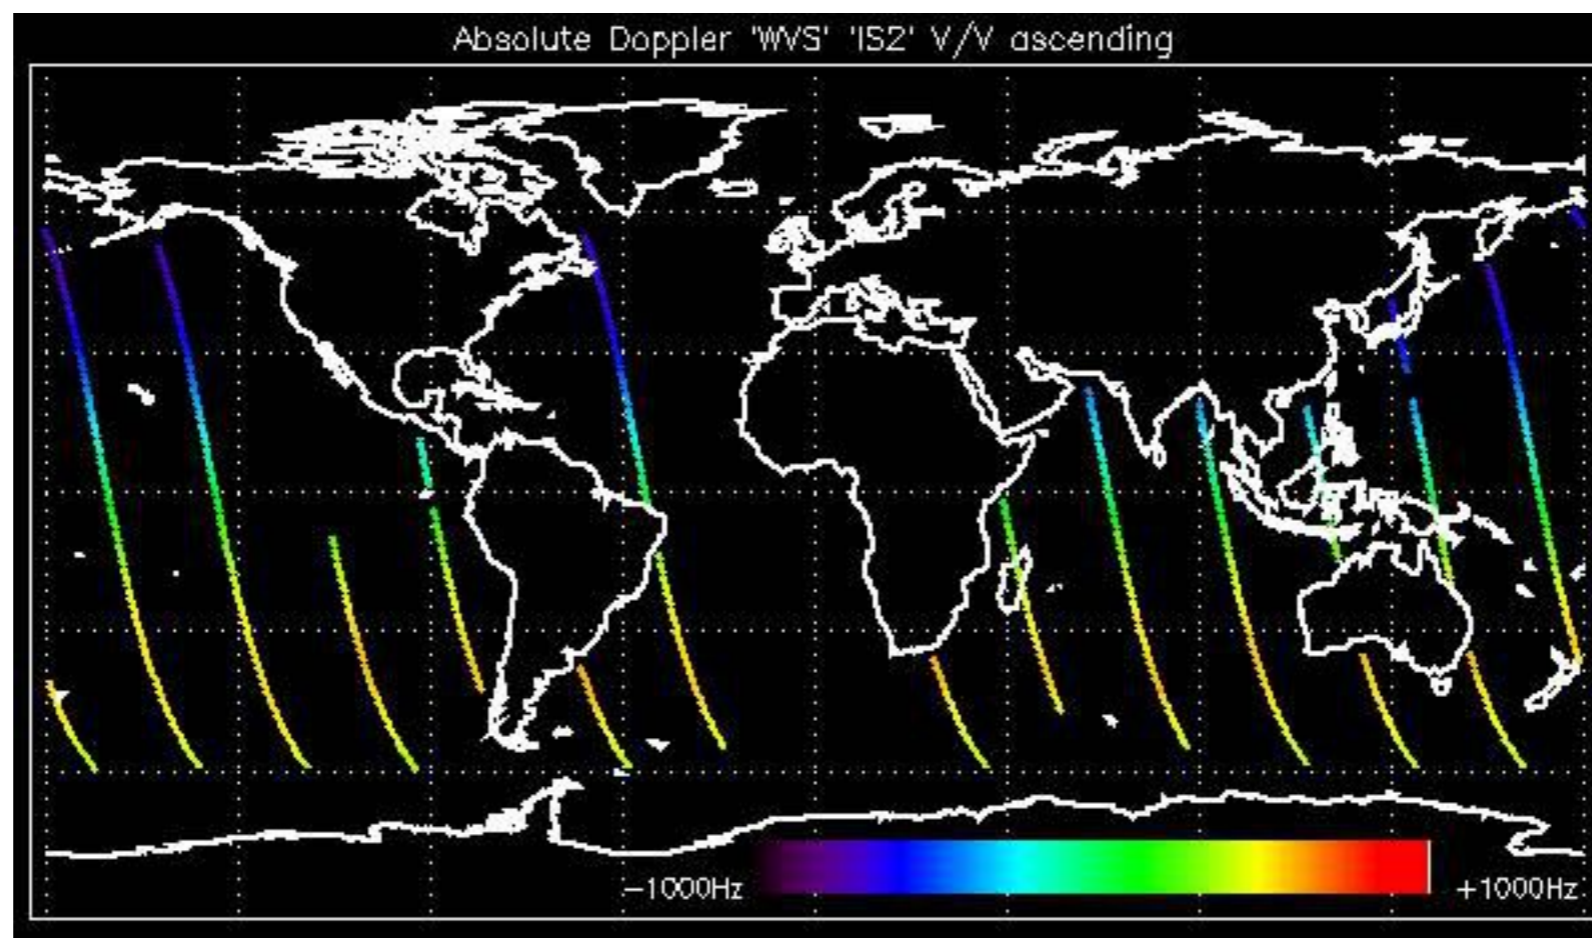 Absolute Doppler 'WVS' 'IS2' V/V ascending
−1000Hz +1000Hz